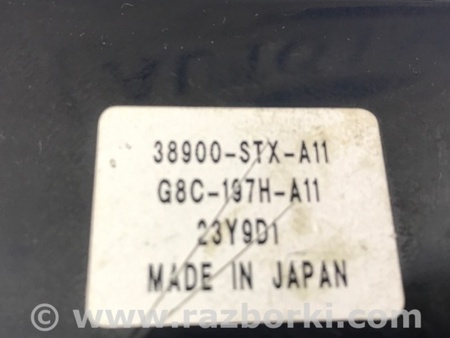 38900-STX-A11
G8C-197H-A11
23Y9D1
MADE IN JAPAN
© www.razborki.com